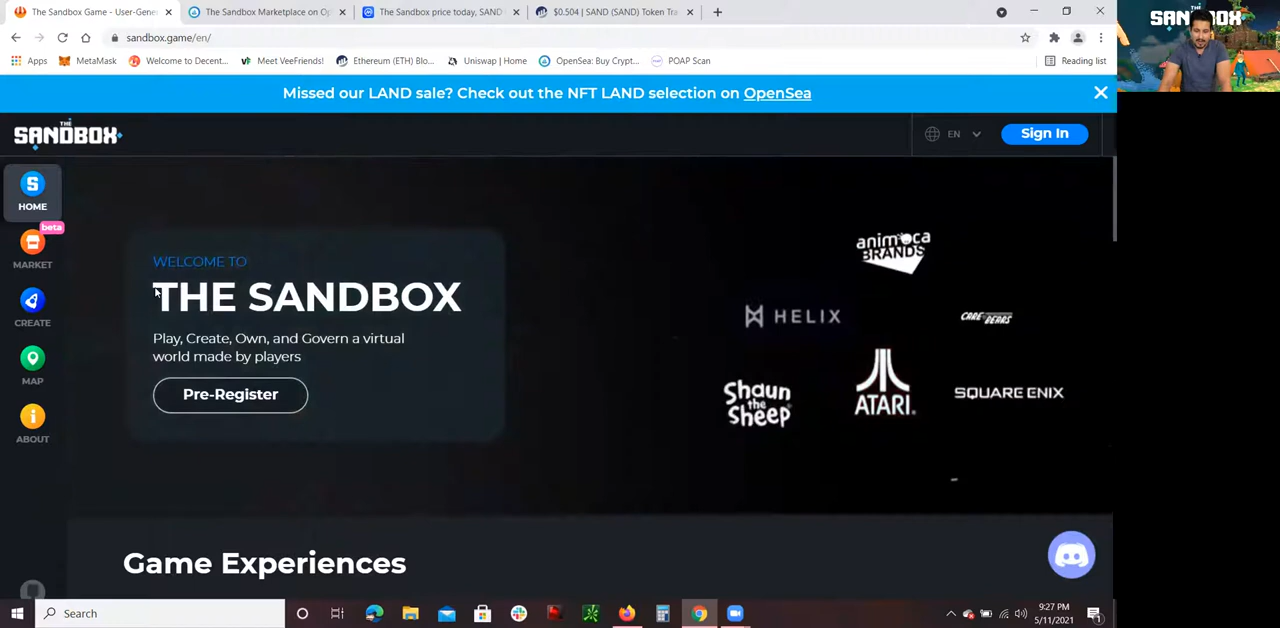 The Sandbox Game - User-Gener
The Sandbox Marketplace on Op
The Sandbox price today, SAND
$0.504 | SAND (SAND) Token Tra
sandbox.game/en/
Apps
MetaMask
Welcome to Decent...
Meet VeeFriends!
Ethereum (ETH) Blo...
Uniswap | Home
OpenSea: Buy Crypt...
POAP Scan
Reading list
Missed our LAND sale? Check out the NFT LAND selection on OpenSea
THE
SANDBOX
EN
Sign In
HOME
beta
MARKET
CREATE
MAP
ABOUT
WELCOME TO
THE SANDBOX
Play, Create, Own, and Govern a virtual
world made by players
Pre-Register
animoca
BRANDS
HELIX
CARE BEARS
Shaun
the
Sheep
ATARI
SQUARE ENIX
Game Experiences
Search
9:27 PM
5/11/2021